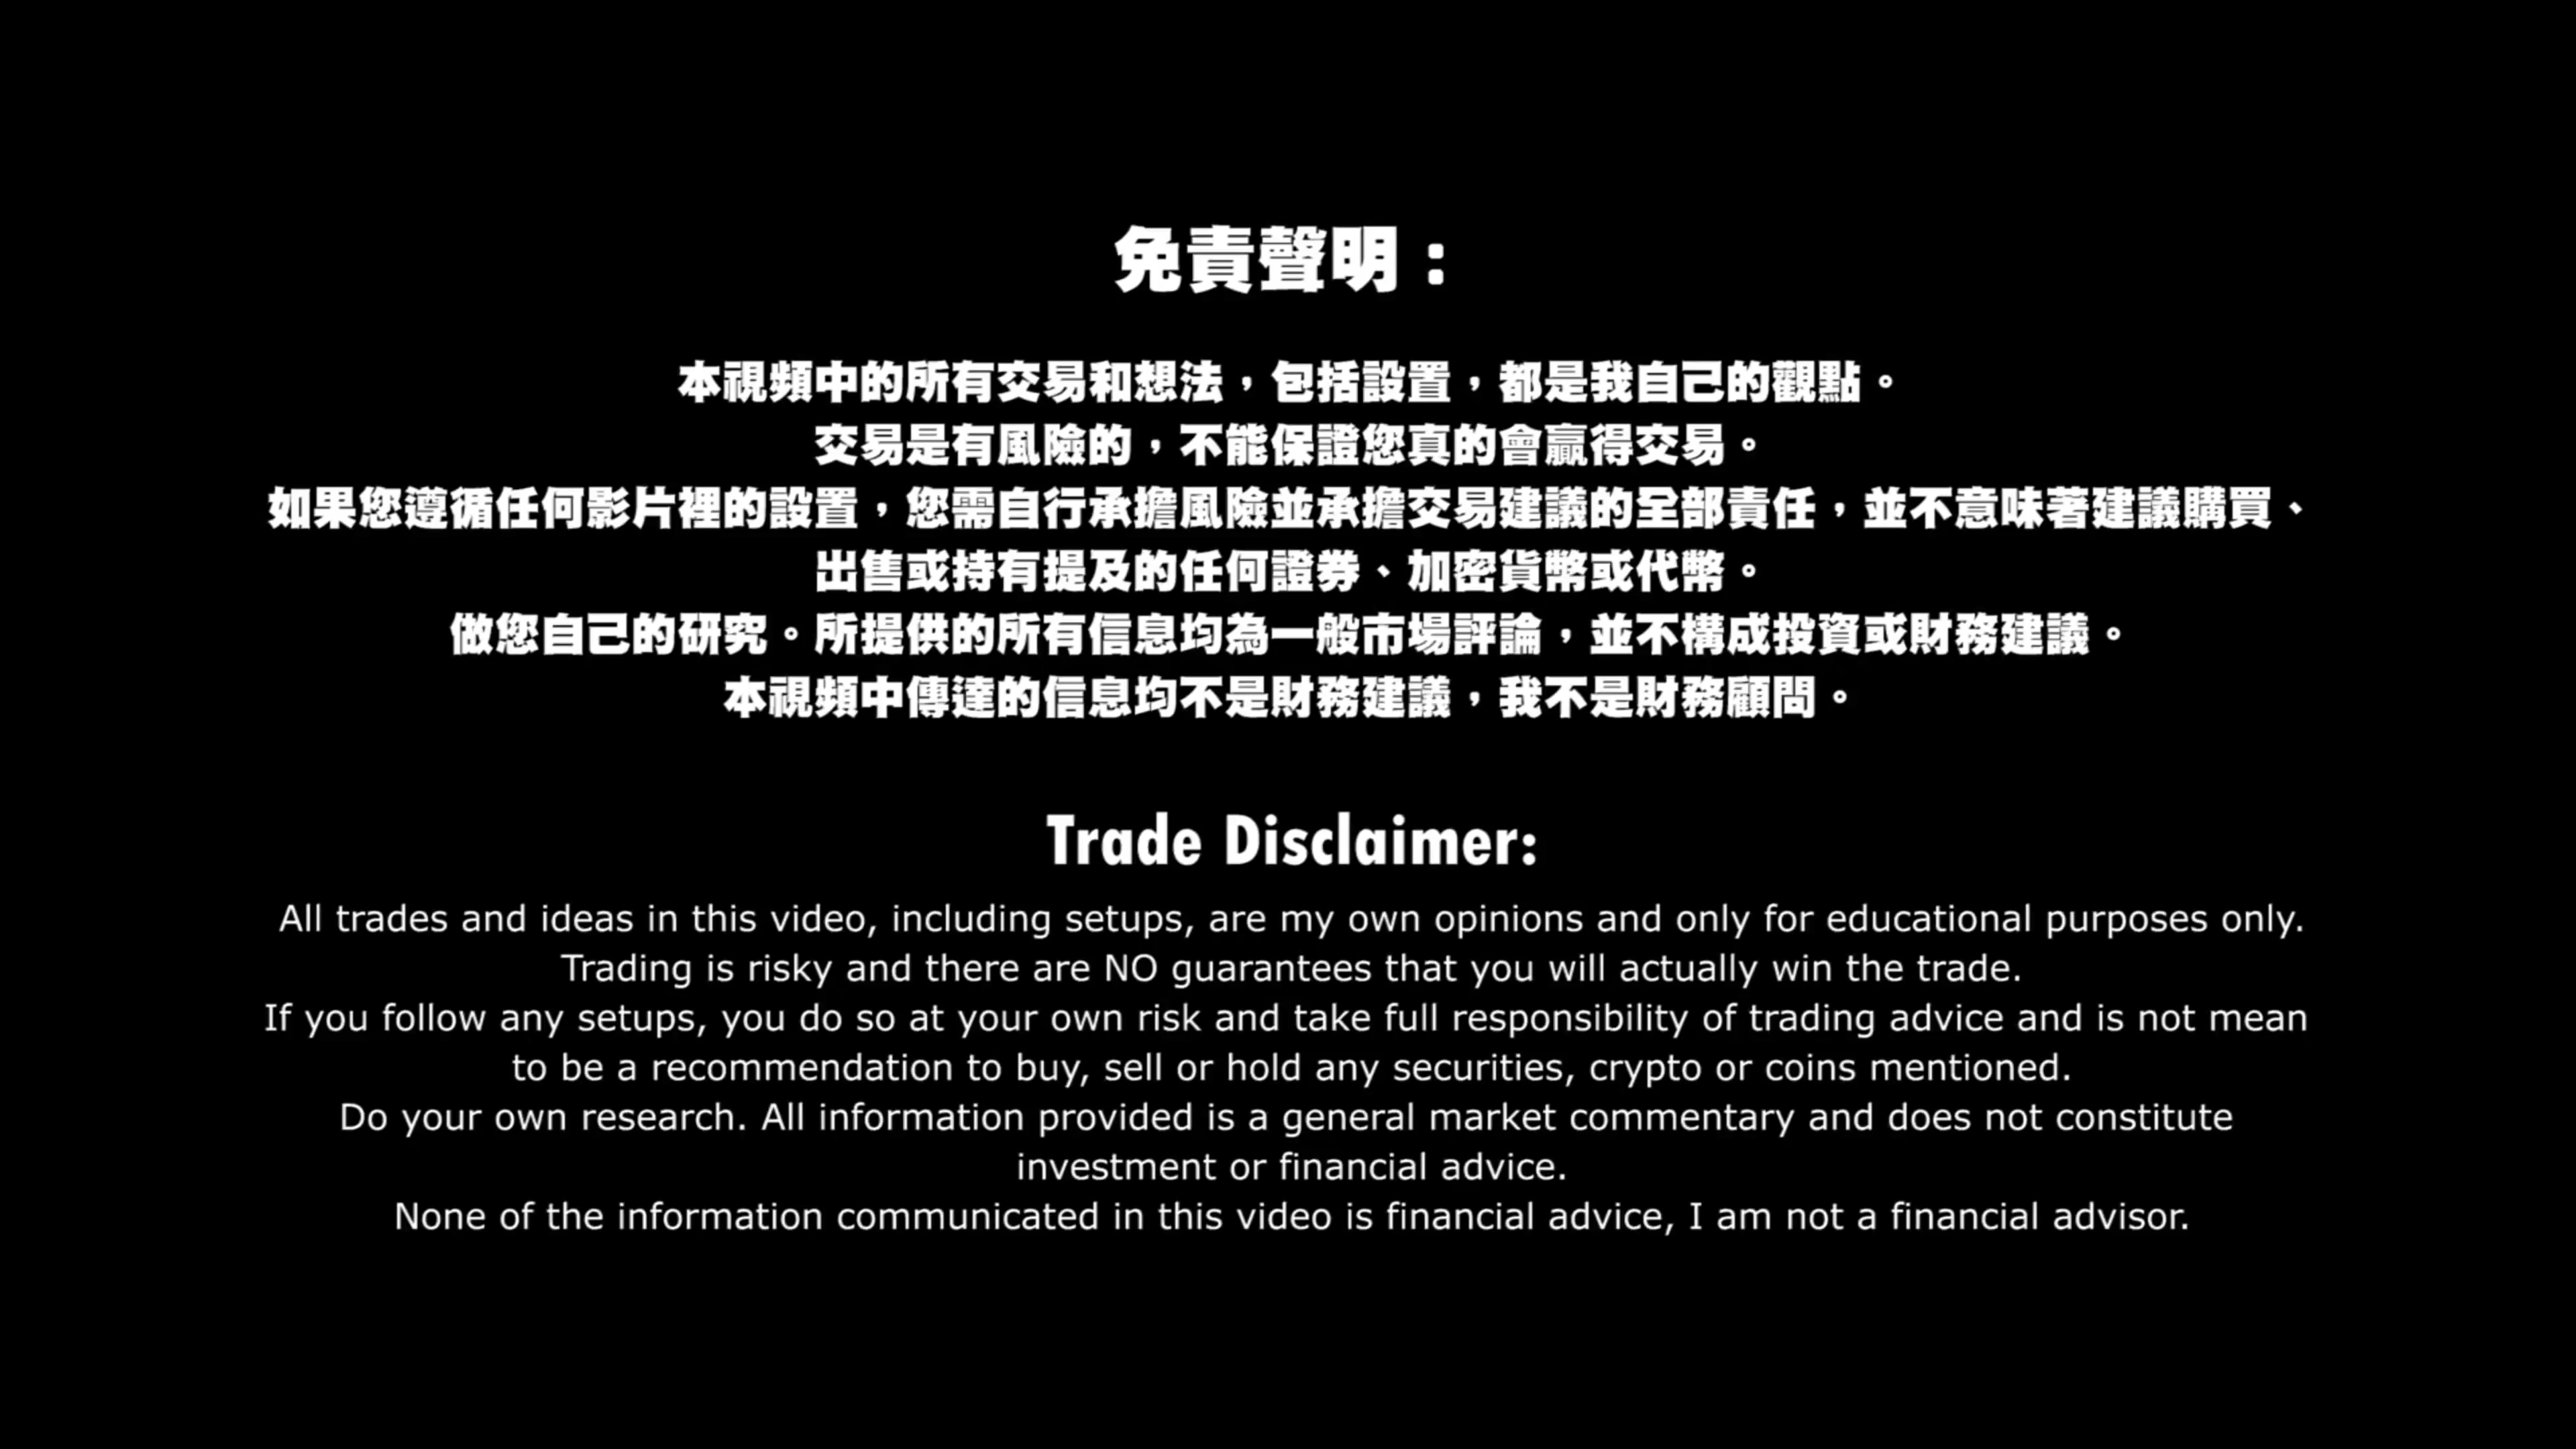 免責聲明：
本視頻中的所有交易和想法，包括設置，都是我自己的觀點。
交易是有風險的，不能保證您真的會贏得交易。
如果您遵循任何影片裡的設置，您需自行承擔風險並承擔交易建議的全部責任，並不意味著建議購買、
出售或持有提及的任何證券、加密貨幣或代幣。
做您自己的研究。所提供的所有信息均為一般市場評論，並不構成投資或財務建議。
本視頻中傳達的信息均不是財務建議，我不是財務顧問。
Trade Disclaimer:
All trades and ideas in this video, including setups, are my own opinions and only for educational purposes only.
Trading is risky and there are NO guarantees that you will actually win the trade.
If you follow any setups, you do so at your own risk and take full responsibility of trading advice and is not mean
to be a recommendation to buy, sell or hold any securities, crypto or coins mentioned.
Do your own research. All information provided is a general market commentary and does not constitute
investment or financial advice.
None of the information communicated in this video is financial advice, I am not a financial advisor.